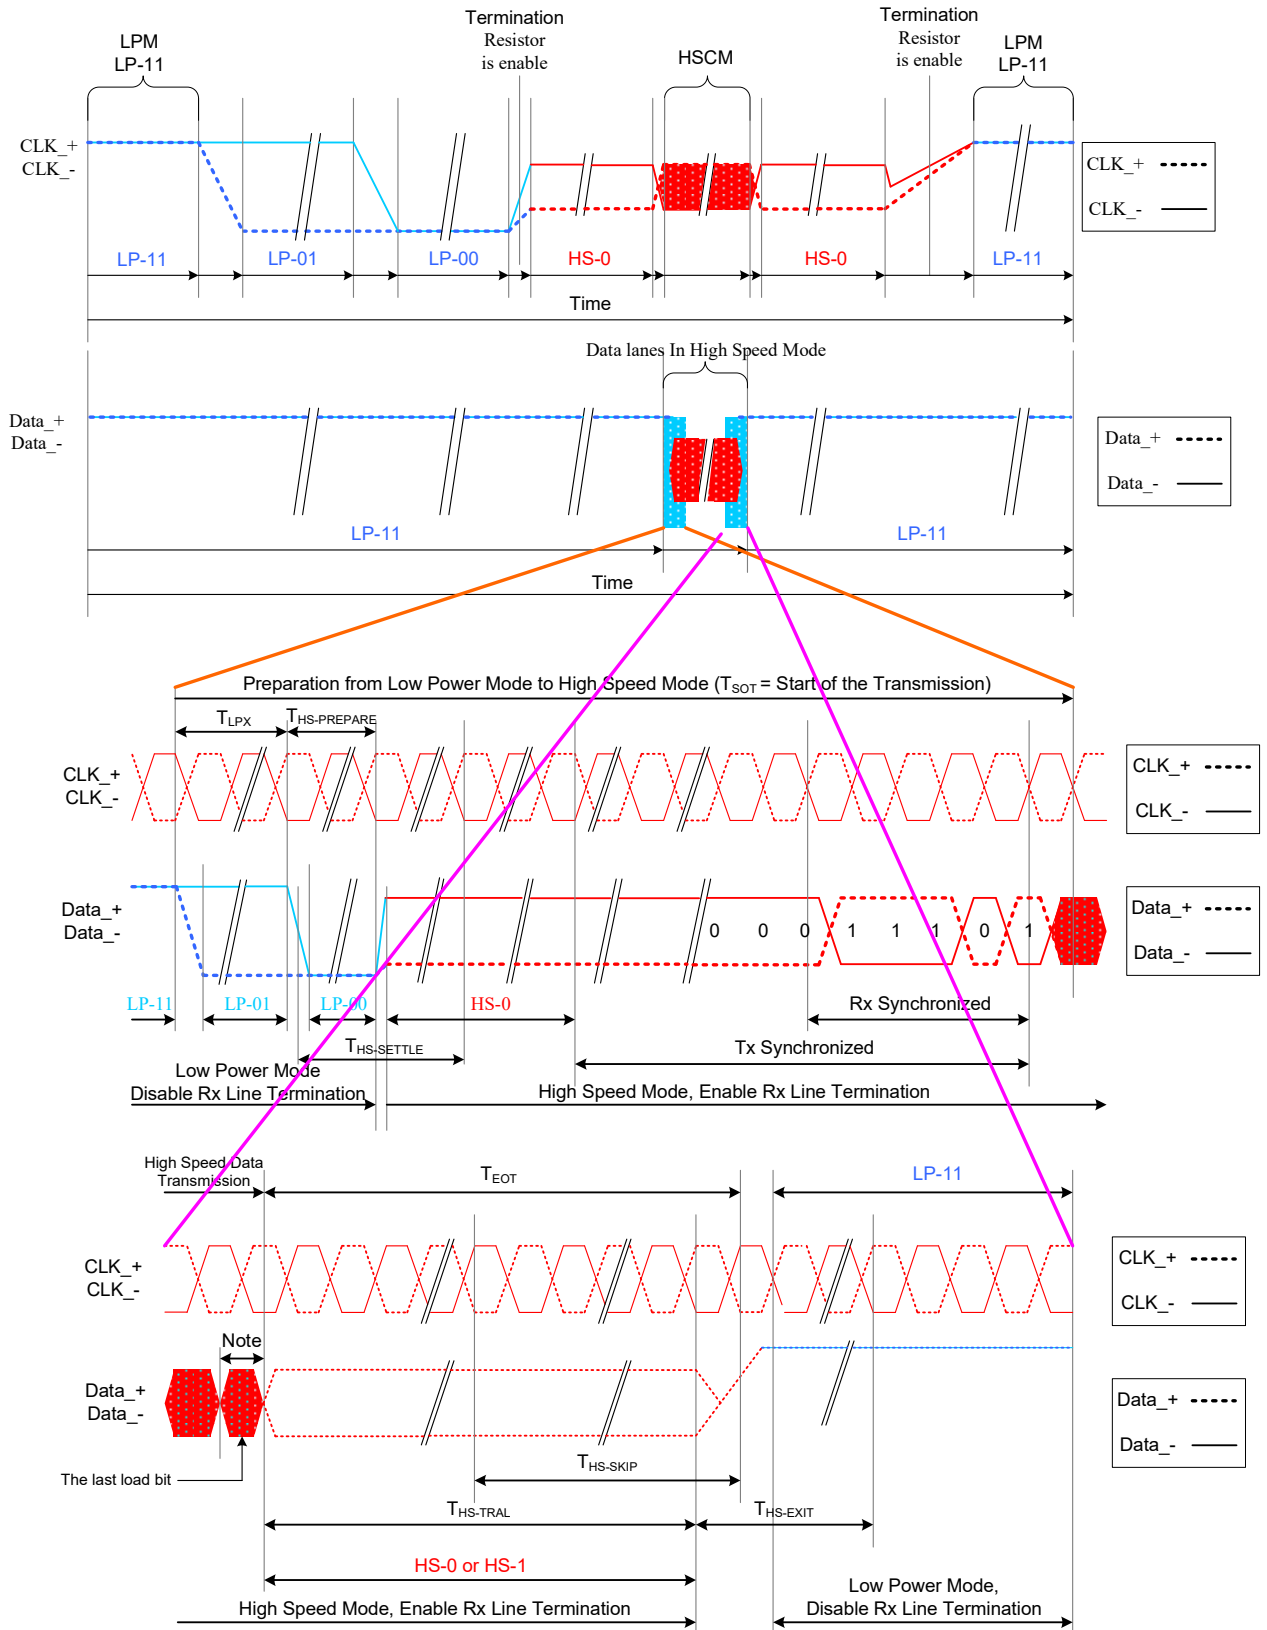 Termination
Resistor
is enable
Termination
Resistor
is enable
LPM
LP-11
HSCM
LPM
LP-11
CLK_+
CLK_-
CLK_+
CLK_-
LP-11
LP-01
LP-00
HS-0
HS-0
LP-11
Time
Data lanes In High Speed Mode
Data_+
Data_-
Data_+
Data_-
LP-11
LP-11
Time
Preparation from Low Power Mode to High Speed Mode (TSOT = Start of the Transmission)
TLPX
THS-PREPARE
CLK_+
CLK_-
CLK_+
CLK_-
Data_+
Data_-
0 0 0 1 1 1 0 1
Data_+
Data_-
LP-11
LP-01
LP-00
HS-0
Rx Synchronized
THS-SETTLE
Tx Synchronized
Low Power Mode
Disable Rx Line Termination
High Speed Mode, Enable Rx Line Termination
High Speed Data
Transmission
TEOT
LP-11
CLK_+
CLK_-
CLK_+
CLK_-
Note
Data_+
Data_-
Data_+
Data_-
The last load bit
THS-SKIP
THS-TRAL
THS-EXIT
HS-0 or HS-1
High Speed Mode, Enable Rx Line Termination
Low Power Mode,
Disable Rx Line Termination